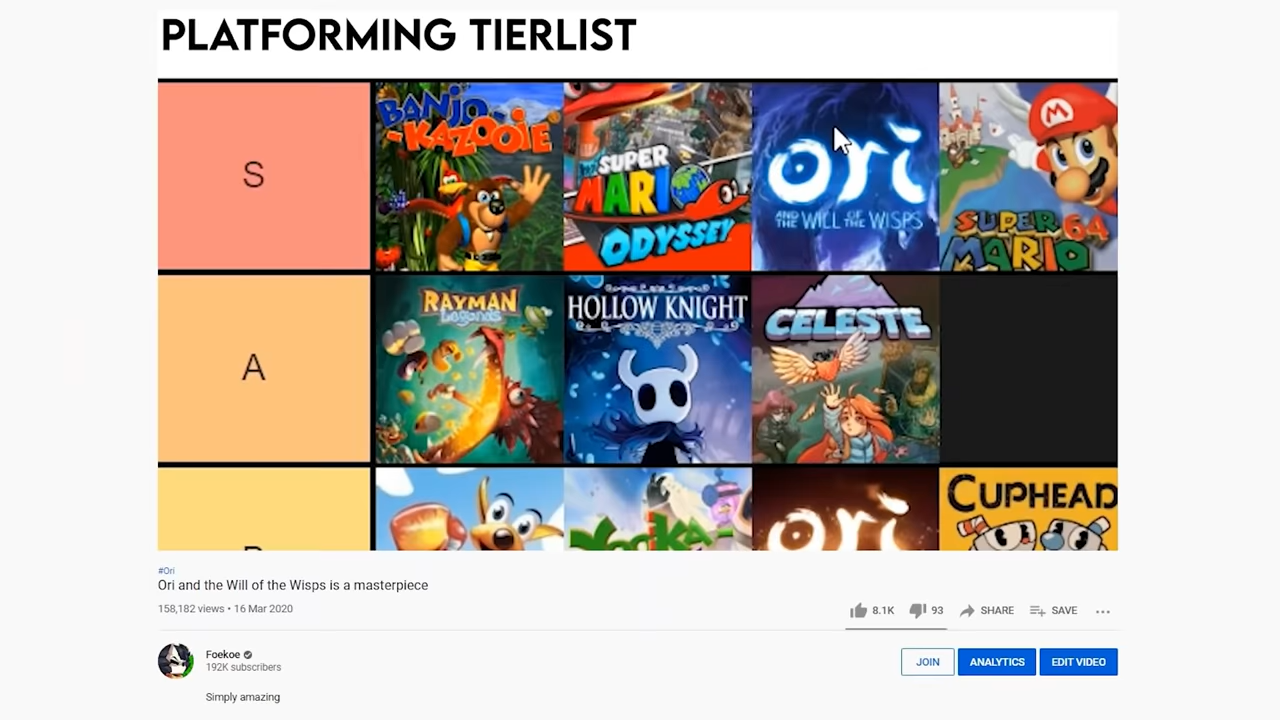 PLATFORMING TIERLIST
S
BANJO
-KAZOOIE
SUPER
MARIO
ODYSSEY
ori
AND THE WILL OF THE WISPS
SUPER
MARIO 64
A
RAYMAN
Legends
HOLLOW KNIGHT
CELESTE
ori
CUPHEAD
#Ori
Ori and the Will of the Wisps is a masterpiece
158,182 views • 16 Mar 2020
8.1K 93 SHARE SAVE
Foekoe
192K subscribers
JOIN ANALYTICS EDIT VIDEO
Simply amazing